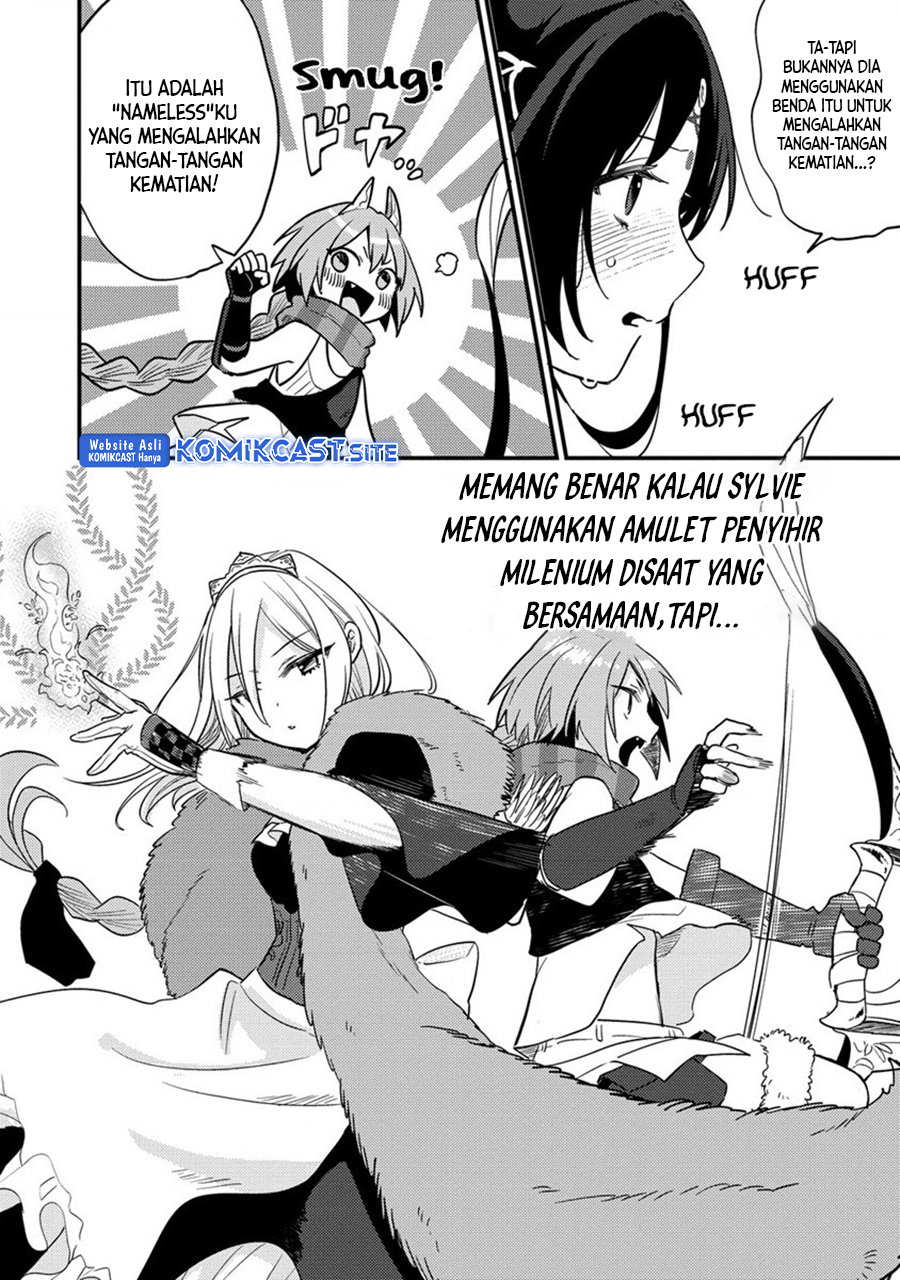 TA-TAPI
BUKANNYA DIA
MENGGUNAKAN
BENDA ITU UNTUK
MENGALAHKAN
TANGAN-TANGAN
KEMATIAN...?
HUFF
HUFF
Smug!
ドヤ...
ITU ADALAH
"NAMELESS"KU
YANG MENGALAHKAN
TANGAN-TANGAN
KEMATIAN!
Website Asli
KOMIKCAST Hanya
KOMIKCAST.SITE
MEMANG BENAR KALAU SYLVIE
MENGGUNAKAN AMULET PENYIHIR
MILENIUM DISAAT YANG
BERSAMAAN,TAPI...